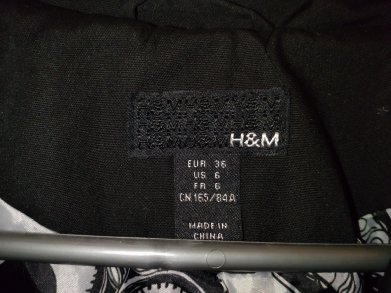 H&M
EUR 36
US 6
FR 6
CN 165/84A
MADE IN
CHINA